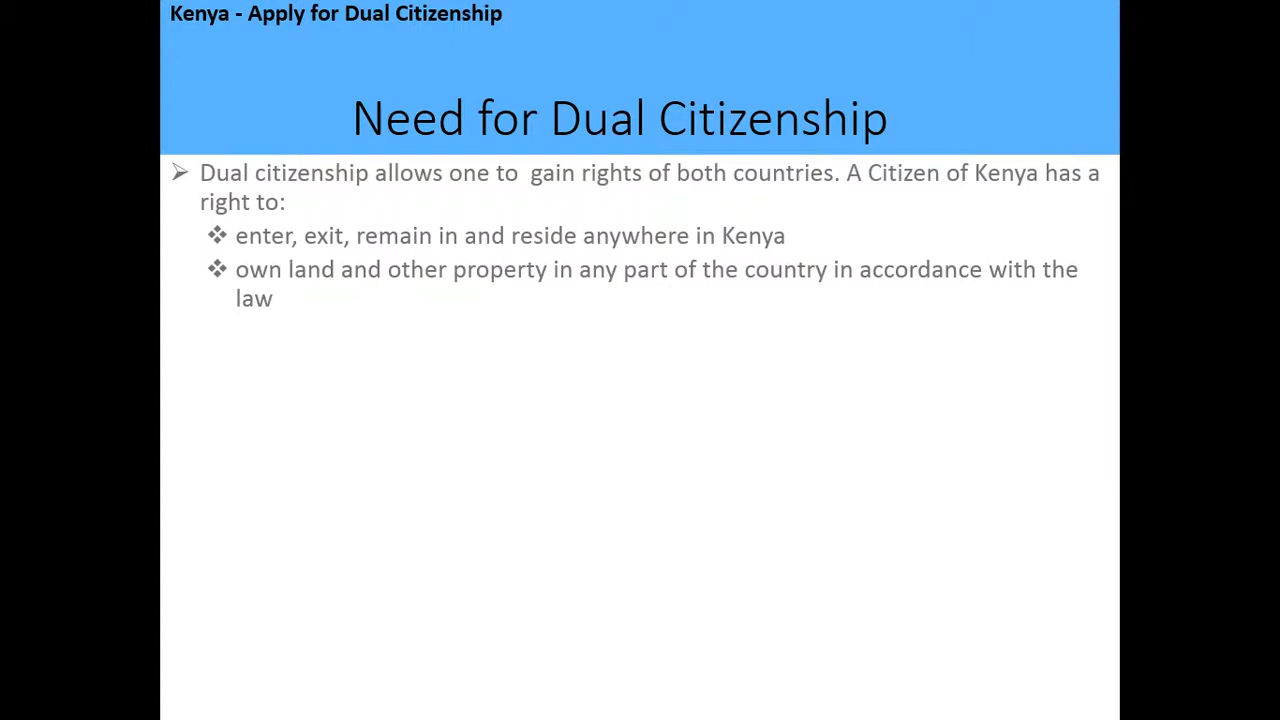 Kenya - Apply for Dual Citizenship
Need for Dual Citizenship
Dual citizenship allows one to  gain rights of both countries. A Citizen of Kenya has a
right to:
enter, exit, remain in and reside anywhere in Kenya
own land and other property in any part of the country in accordance with the
law